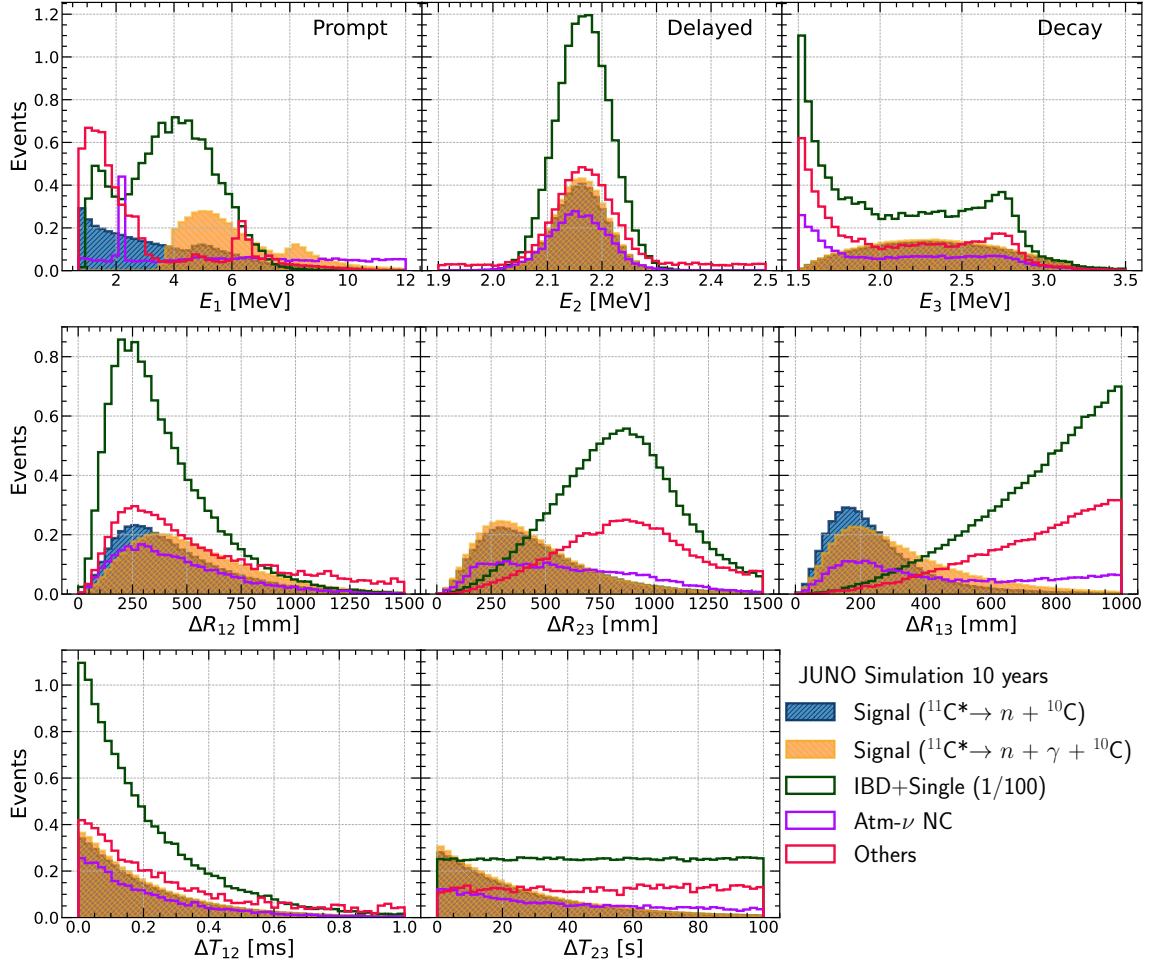 Prompt
Delayed
Decay
Events
0.0 0.2 0.4 0.6 0.8 1.0 1.2
2 4 6 8 10 12
E₁ [MeV]
1.9 2.0 2.1 2.2 2.3 2.4 2.5
E₂ [MeV]
1.5 2.0 2.5 3.0 3.5
E₃ [MeV]
Events
0.0 0.2 0.4 0.6 0.8
0 250 500 750 1000 1250 1500
ΔR₁₂ [mm]
250 500 750 1000 1250 1500
ΔR₂₃ [mm]
0 200 400 600 800 1000
ΔR₁₃ [mm]
Events
0.0 0.2 0.4 0.6 0.8 1.0
0.0 0.2 0.4 0.6 0.8 1.0
ΔT₁₂ [ms]
0 20 40 60 80 100
ΔT₂₃ [s]
JUNO Simulation 10 years
Signal (¹¹C*→ n + ¹⁰C)
Signal (¹¹C*→ n + γ + ¹⁰C)
IBD+Single (1/100)
Atm-ν NC
Others